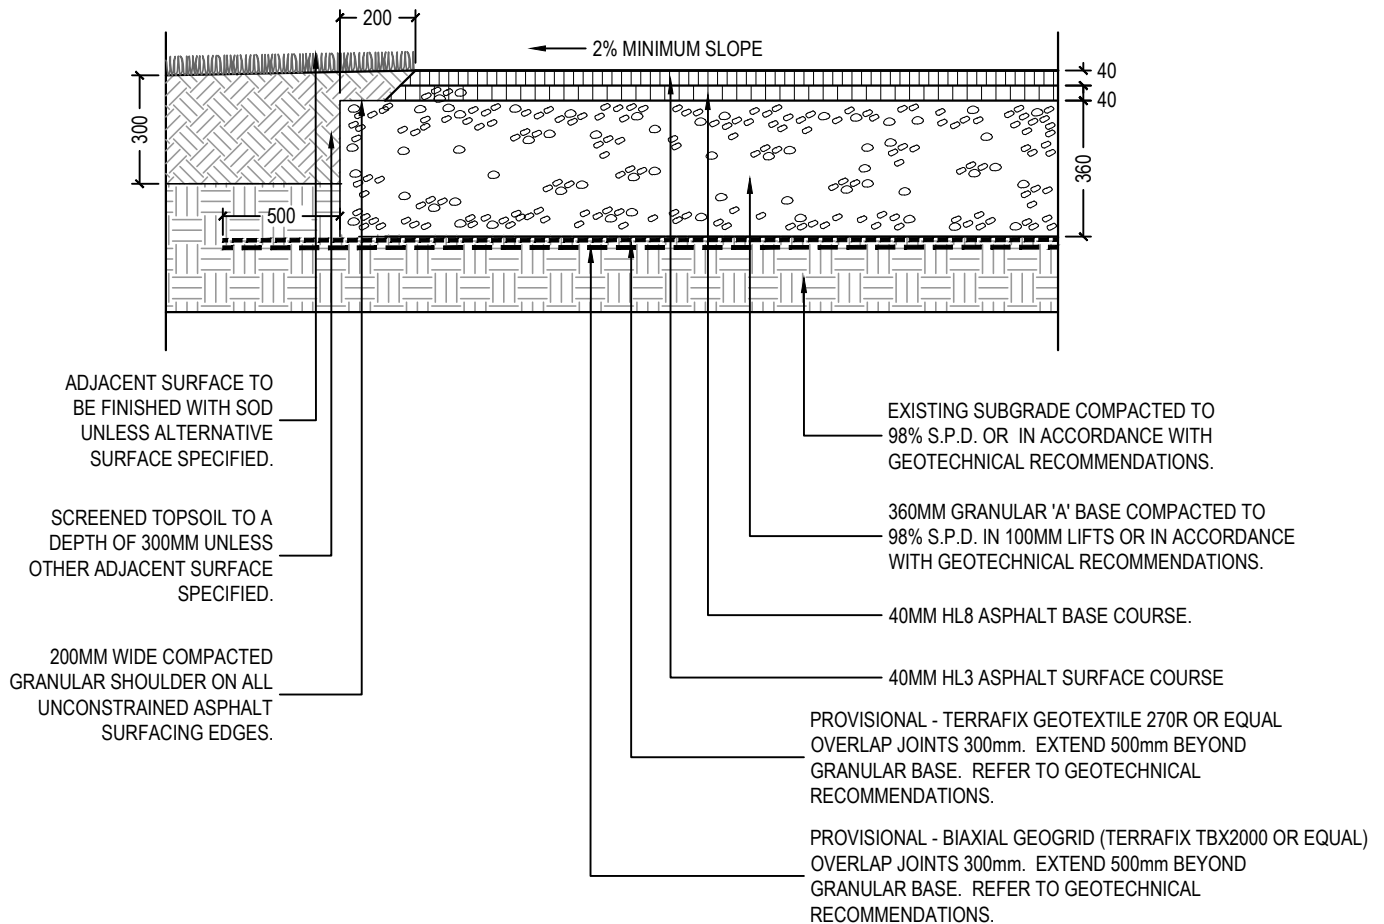 200
2% MINIMUM SLOPE
40
40
300
360
500
ADJACENT SURFACE TO
BE FINISHED WITH SOD
UNLESS ALTERNATIVE
SURFACE SPECIFIED.
SCREENED TOPSOIL TO A
DEPTH OF 300MM UNLESS
OTHER ADJACENT SURFACE
SPECIFIED.
200MM WIDE COMPACTED
GRANULAR SHOULDER ON ALL
UNCONSTRAINED ASPHALT
SURFACING EDGES.
EXISTING SUBGRADE COMPACTED TO
98% S.P.D. OR IN ACCORDANCE WITH
GEOTECHNICAL RECOMMENDATIONS.
360MM GRANULAR 'A' BASE COMPACTED TO
98% S.P.D. IN 100MM LIFTS OR IN ACCORDANCE
WITH GEOTECHNICAL RECOMMENDATIONS.
40MM HL8 ASPHALT BASE COURSE.
40MM HL3 ASPHALT SURFACE COURSE
PROVISIONAL - TERRAFIX GEOTEXTILE 270R OR EQUAL
OVERLAP JOINTS 300mm. EXTEND 500mm BEYOND
GRANULAR BASE. REFER TO GEOTECHNICAL
RECOMMENDATIONS.
PROVISIONAL - BIAXIAL GEOGRID (TERRAFIX TBX2000 OR EQUAL)
OVERLAP JOINTS 300mm. EXTEND 500mm BEYOND
GRANULAR BASE. REFER TO GEOTECHNICAL
RECOMMENDATIONS.